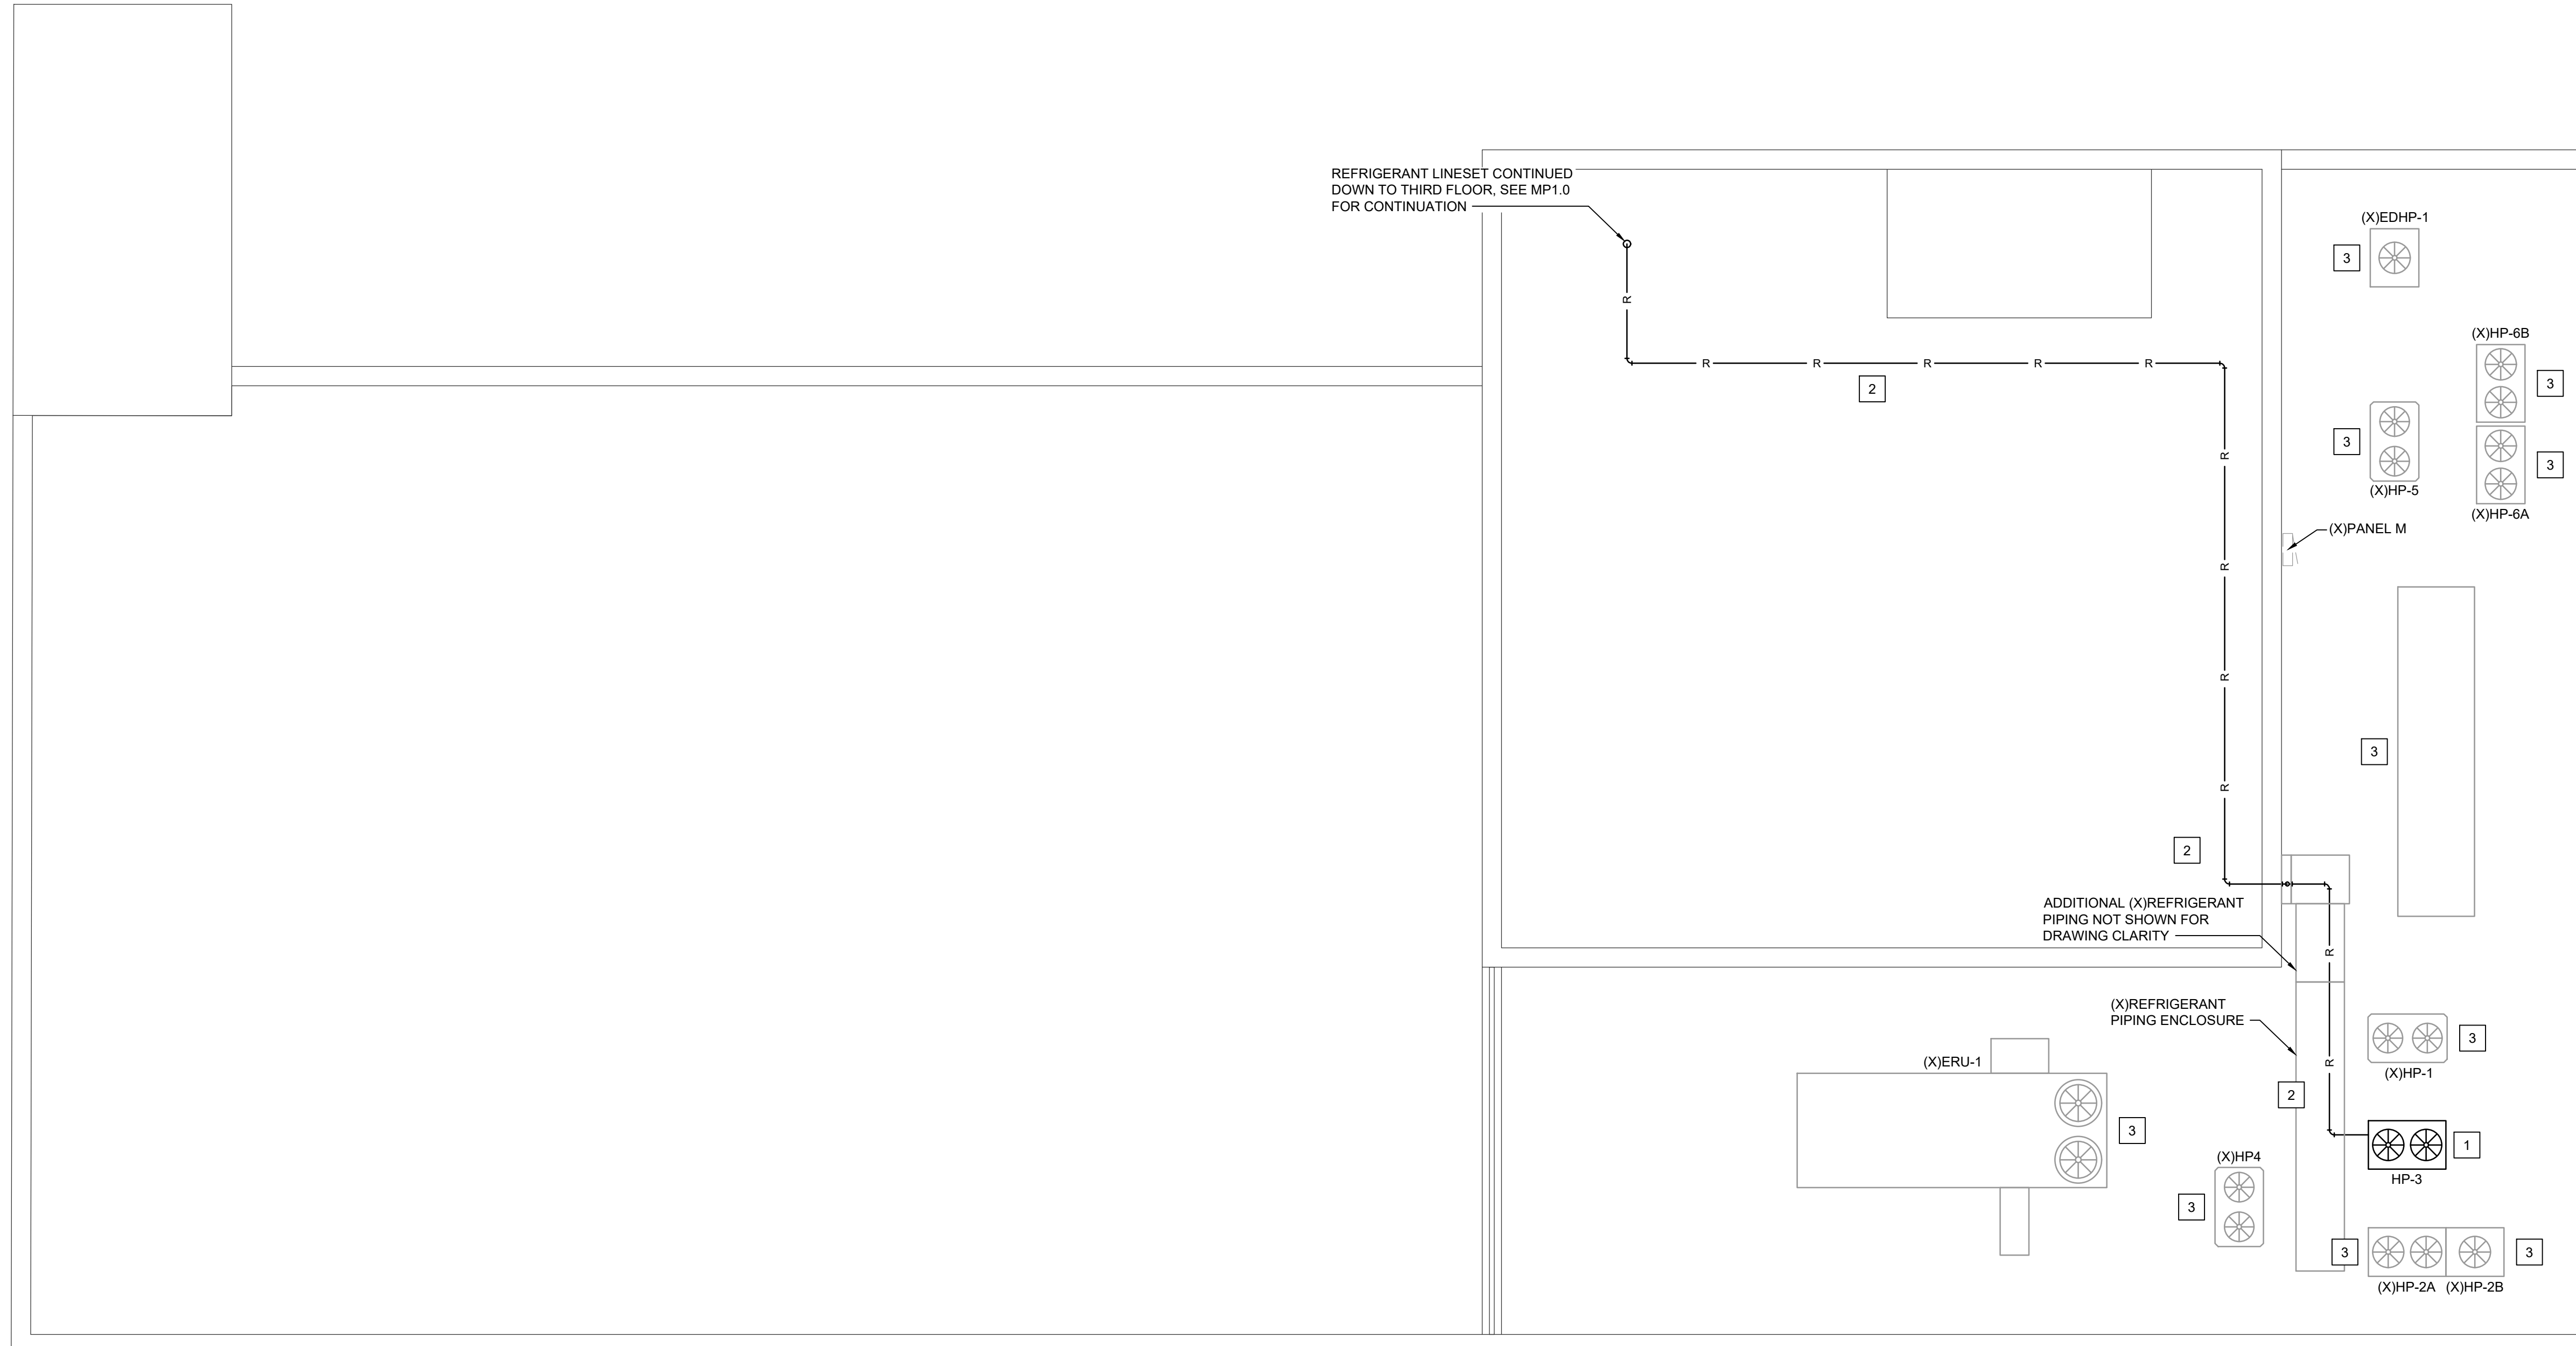 REFRIGERANT LINESET CONTINUED
DOWN TO THIRD FLOOR, SEE MP1.0
FOR CONTINUATION
(X)EDHP-1
3
R
(X)HP-6B
R
R
R
R
R
2
3
3
(X)HP-5
R
3
(X)HP-6A
(X)PANEL M
R
R
3
R
2
ADDITIONAL (X)REFRIGERANT
PIPING NOT SHOWN FOR
DRAWING CLARITY
R
(X)REFRIGERANT
PIPING ENCLOSURE
3
(X)ERU-1
R
(X)HP-1
2
3
1
(X)HP4
HP-3
3
3
3
(X)HP-2A
(X)HP-2B